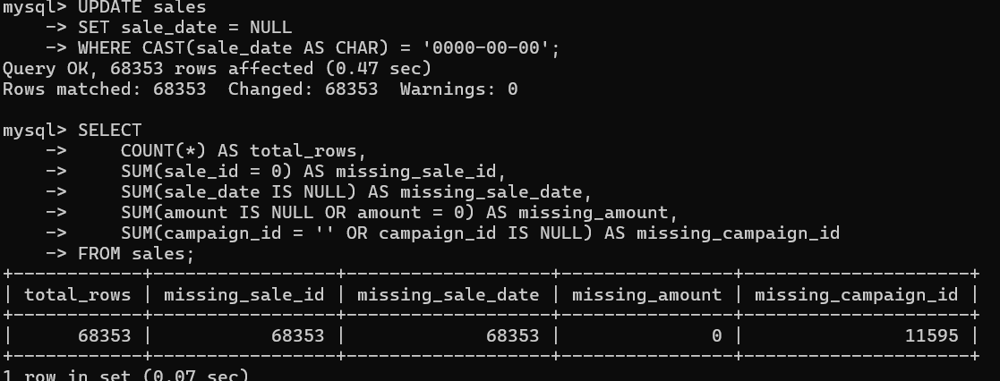 mysql> UPDATE sales
    -> SET sale_date = NULL
    -> WHERE CAST(sale_date AS CHAR) = '0000-00-00';
Query OK, 68353 rows affected (0.47 sec)
Rows matched: 68353  Changed: 68353  Warnings: 0

mysql> SELECT
    ->     COUNT(*) AS total_rows,
    ->     SUM(sale_id = 0) AS missing_sale_id,
    ->     SUM(sale_date IS NULL) AS missing_sale_date,
    ->     SUM(amount IS NULL OR amount = 0) AS missing_amount,
    ->     SUM(campaign_id = '' OR campaign_id IS NULL) AS missing_campaign_id
    -> FROM sales;
+------------+-----------------+-------------------+----------------+---------------------+
| total_rows | missing_sale_id | missing_sale_date | missing_amount | missing_campaign_id |
+------------+-----------------+-------------------+----------------+---------------------+
|      68353 |           68353 |             68353 |              0 |               11595 |
+------------+-----------------+-------------------+----------------+---------------------+
1 row in set (0.07 sec)